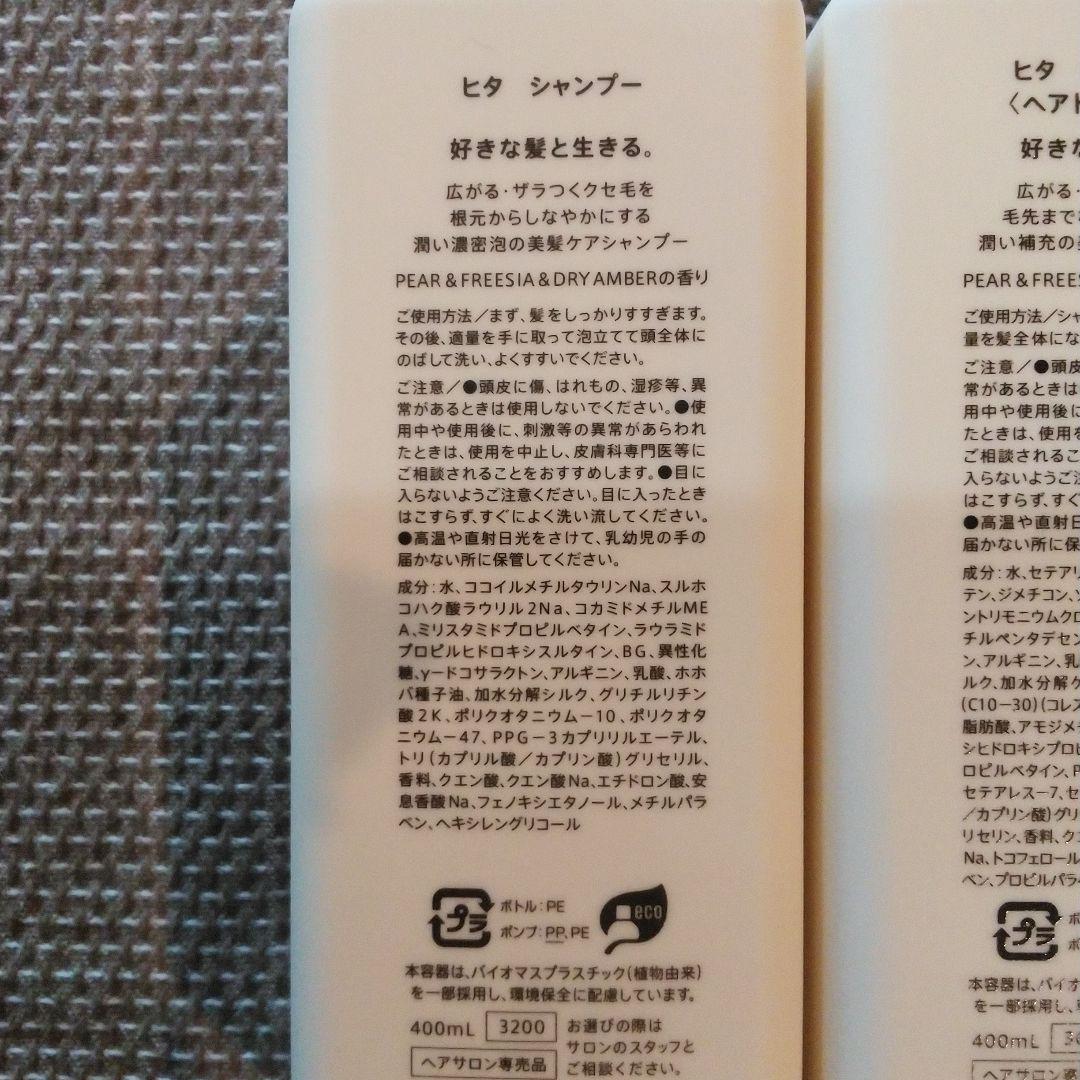 ヒタ シャンプー
好きな髪と生きる。
広がる・ザラつくクセ毛を
根元からしなやかにする
潤い濃密泡の美髪ケアシャンプー
PEAR & FREESIA & DRY AMBERの香り
ご使用方法／まず、髪をしっかりすすぎます。
その後、適量を手に取って泡立てて頭全体に
のばして洗い、よくすすいでください。
ご注意／●頭皮に傷、はれもの、湿疹等、異
常があるときは使用しないでください。●使
用中や使用後に、刺激等の異常があらわれ
たときは、使用を中止し、皮膚科専門医等に
ご相談されることをおすすめします。●目に
入らないようご注意ください。目に入ったとき
はこすらず、すぐによく洗い流してください。
●高温や直射日光をさけて、乳幼児の手の
届かない所に保管してください。
成分：水、ココイルメチルタウリンNa、スルホ
コハク酸ラウリル2Na、コカミドメチルME
A、ミリスタミドプロピルベタイン、ラウラミド
プロピルヒドロキシスルタイン、BG、異性化
糖、γ－ドコサラクトン、アルギニン、乳酸、ホホ
バ種子油、加水分解シルク、グリチルリチン
酸2K、ポリクオタニウム－10、ポリクオタ
ニウム－47、PPG－3カプリリルエーテル、
トリ（カプリル酸／カプリン酸）グリセリル、
香料、クエン酸、クエン酸Na、エチドロン酸、安
息香酸Na、フェノキシエタノール、メチルパラ
ベン、ヘキシレングリコール
プラ
ボトル：PE
ポンプ：PP,PE
eco
本容器は、バイオマスプラスチック（植物由来）
を一部採用し、環境保全に配慮しています。
400mL 3200
ヘアサロン専売品
お選びの際は
サロンのスタッフと
ご相談ください。
ヒタ
〈ヘア
好きな
広がる・
毛先まで
潤い補充の
PEAR & FREE
ご使用方法／シャ
量を髪全体にな
ご注意／●頭皮
常があるときは
用中や使用後に
たときは、使用を
ご相談されるこ
入らないようご注
はこすらず、すぐ
●高温や直射日
届かない所に保管
成分：水、セテアリ
テン、ジメチコン、
ントリモニウムクロ
チルペンタデセン
ン、アルギニン、乳
ルク、加水分解ケ
(C10－30)(コレス
脂肪酸、アモジメ
シヒドロキシプロピ
ロピルベタイン、P
セテアレス－7、セ
／カプリン酸)グリ
リセリン、香料、クエ
Na、トコフェロール
ベン、プロピルパラ
プラ
本容器は、バイオ
を一部採用し、
400mL
ヘアサロン専